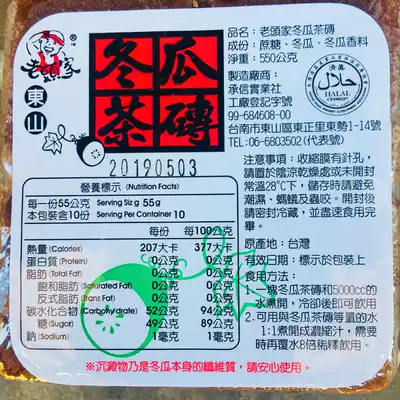 老頭家
TM
東山
冬瓜
茶磚
20190503
品名:老頭家冬瓜茶磚
成份:蔗糖、冬瓜、冬瓜香料
淨重:550公克
製造廠商:
承信實業社
工廠登記字號
99-684608-00
台南市東山區東正里東勢1-14號
TEL:06-6803502 (代表號)
HALAL
營養標示 (Nutrition Facts)
每一份55公克 Serving Siz g 55g
本包裝含10份 Serving Per Container 10
每份 每100公克
熱量(Calories) 207大卡 377大卡
蛋白質(Protein) 0公克 0公克
脂肪(Total Fat) 0公克 0公克
飽和脂肪(Saturated Fat) 0公克 0公克
反式脂肪(Tans Fat) 0公克 0公克
碳水化合物(Carbohydrate) 52公克 94公克
糖(Sugar) 49公克 89公克
鈉(Sodium) 1毫克 1毫克
注意事項:收縮膜有針孔,
請置於陰涼乾燥處或未開封
常溫28°C下,儲存時請避免
潮濕、螞蟻及蟲咬。開封後
請密封冷藏,並盡速食用完
畢。
原產地:台灣
有效日期:標示於包裝上
食用方法:
1.一塊冬瓜茶磚和5000cc的
水煮開,冷卻後即可飲用
2.可用與冬瓜茶磚等量的水
1:1煮開成濃縮汁,需要
時再覆水8倍稀釋飲用。
※沉澱物乃是冬瓜本身的纖維質,請安心使用。